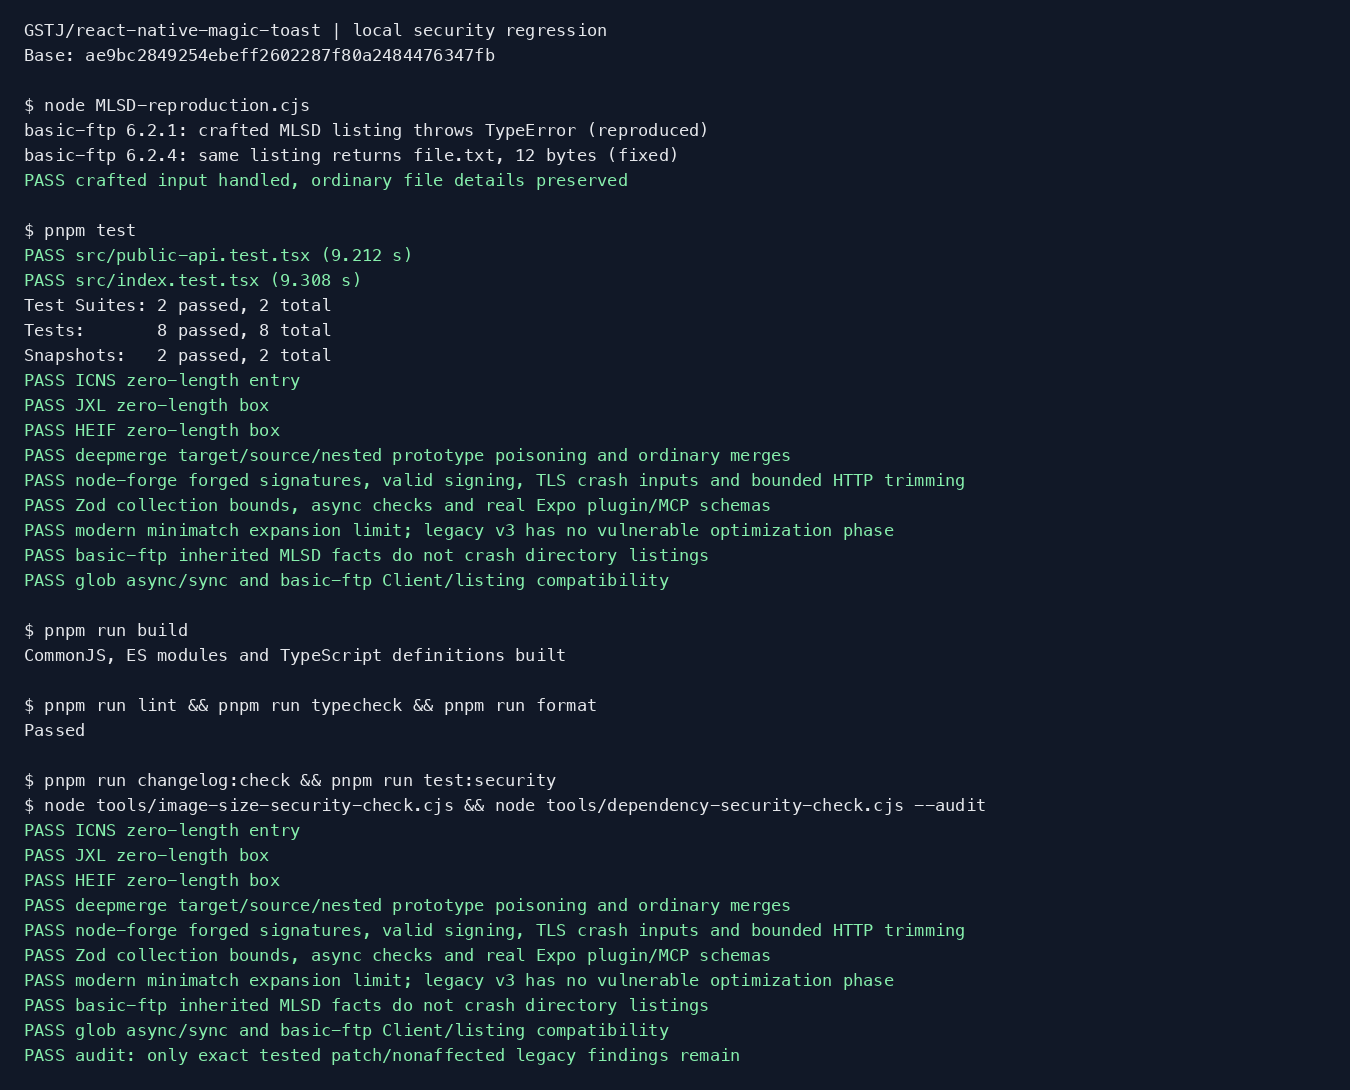 GSTJ/react-native-magic-toast | local security regression
Base: ae9bc2849254ebeff2602287f80a2484476347fb
$ node MLSD-reproduction.cjs
basic-ftp 6.2.1: crafted MLSD listing throws TypeError (reproduced)
basic-ftp 6.2.4: same listing returns file.txt, 12 bytes (fixed)
PASS crafted input handled, ordinary file details preserved
$ pnpm test
PASS src/public-api.test.tsx (9.212 s)
PASS src/index.test.tsx (9.308 s)
Test Suites: 2 passed, 2 total
Tests:       8 passed, 8 total
Snapshots:   2 passed, 2 total
PASS ICNS zero-length entry
PASS JXL zero-length box
PASS HEIF zero-length box
PASS deepmerge target/source/nested prototype poisoning and ordinary merges
PASS node-forge forged signatures, valid signing, TLS crash inputs and bounded HTTP trimming
PASS Zod collection bounds, async checks and real Expo plugin/MCP schemas
PASS modern minimatch expansion limit; legacy v3 has no vulnerable optimization phase
PASS basic-ftp inherited MLSD facts do not crash directory listings
PASS glob async/sync and basic-ftp Client/listing compatibility
$ pnpm run build
CommonJS, ES modules and TypeScript definitions built
$ pnpm run lint && pnpm run typecheck && pnpm run format
Passed
$ pnpm run changelog:check && pnpm run test:security
$ node tools/image-size-security-check.cjs && node tools/dependency-security-check.cjs --audit
PASS ICNS zero-length entry
PASS JXL zero-length box
PASS HEIF zero-length box
PASS deepmerge target/source/nested prototype poisoning and ordinary merges
PASS node-forge forged signatures, valid signing, TLS crash inputs and bounded HTTP trimming
PASS Zod collection bounds, async checks and real Expo plugin/MCP schemas
PASS modern minimatch expansion limit; legacy v3 has no vulnerable optimization phase
PASS basic-ftp inherited MLSD facts do not crash directory listings
PASS glob async/sync and basic-ftp Client/listing compatibility
PASS audit: only exact tested patch/nonaffected legacy findings remain